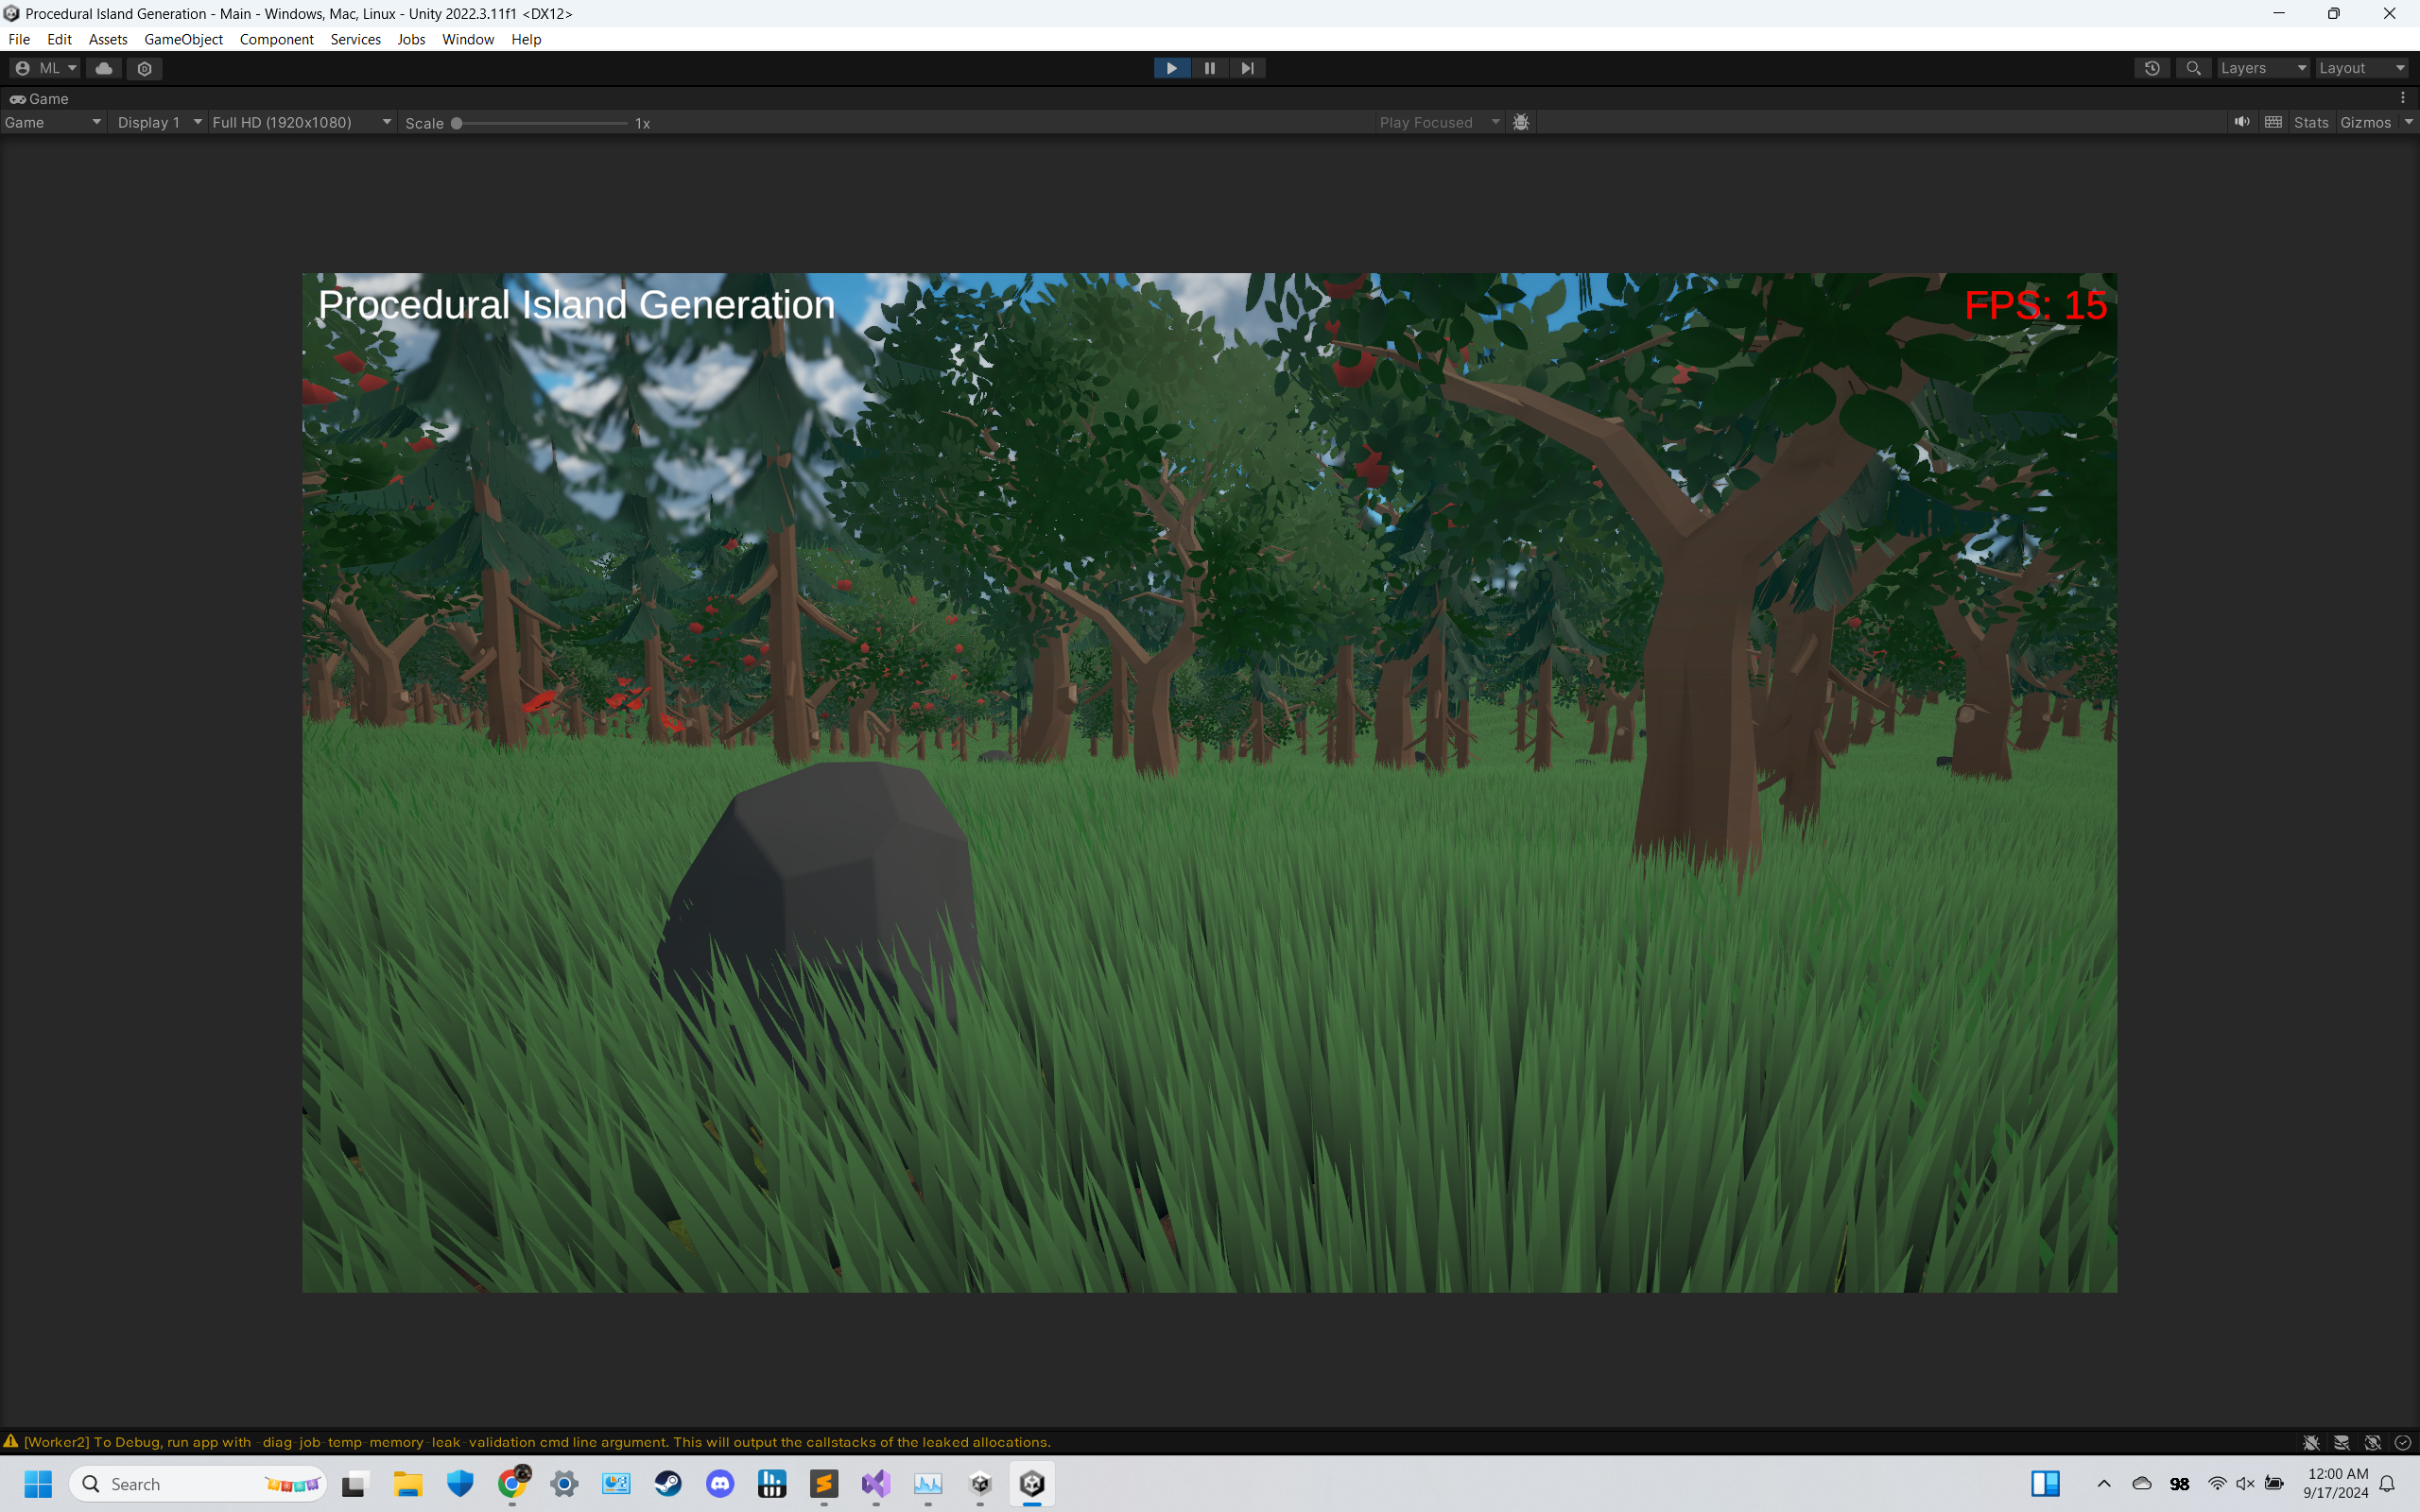 Procedural Island Generation - Main - Windows, Mac, Linux - Unity 2022.3.11f1 <DX12>
File Edit Assets GameObject Component Services Jobs Window Help
ML Layers Layout
Game
Game Display 1 Full HD (1920x1080) Scale 1x Play Focused Stats Gizmos
Procedural Island Generation
FPS: 15
[Worker2] To Debug, run app with -diag-job-temp-memory-leak-validation cmd line argument. This will output the callstacks of the leaked allocations.
Search
98
12:00 AM
9/17/2024